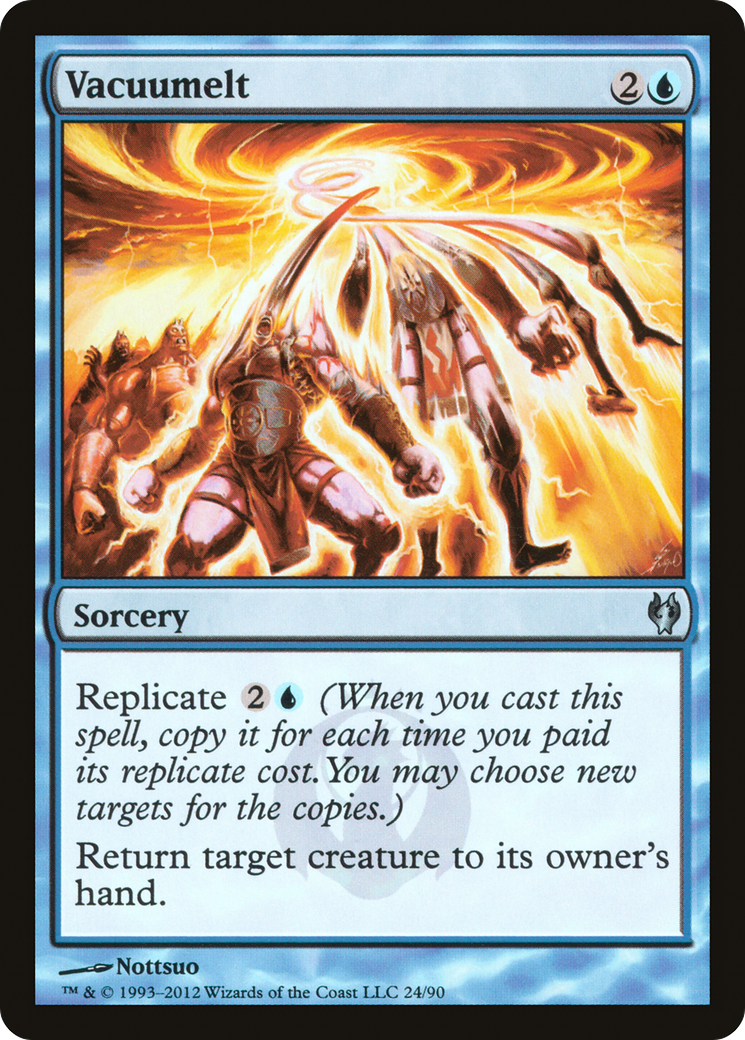 Vacuumelt 2
Sorcery
Replicate 2 (When you cast this
spell, copy it for each time you paid
its replicate cost. You may choose new
targets for the copies.)
Return target creature to its owner's
hand.
Nottsuo
™ & © 1993–2012 Wizards of the Coast LLC 24/90